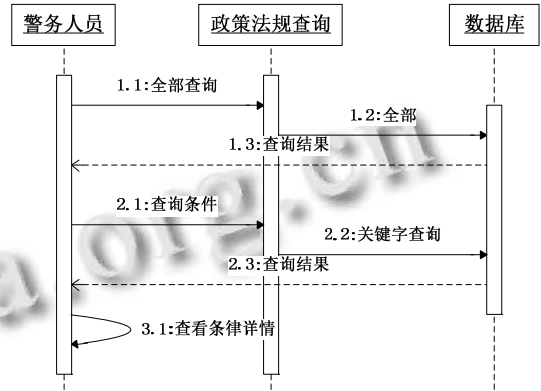 警务人员
政策法规查询
数据库
1.1:全部查询
1.2:全部
1.3:查询结果
2.1:查询条件
2.2:关键字查询
2.3:查询结果
3.1:查看条律详情
a.org.cn